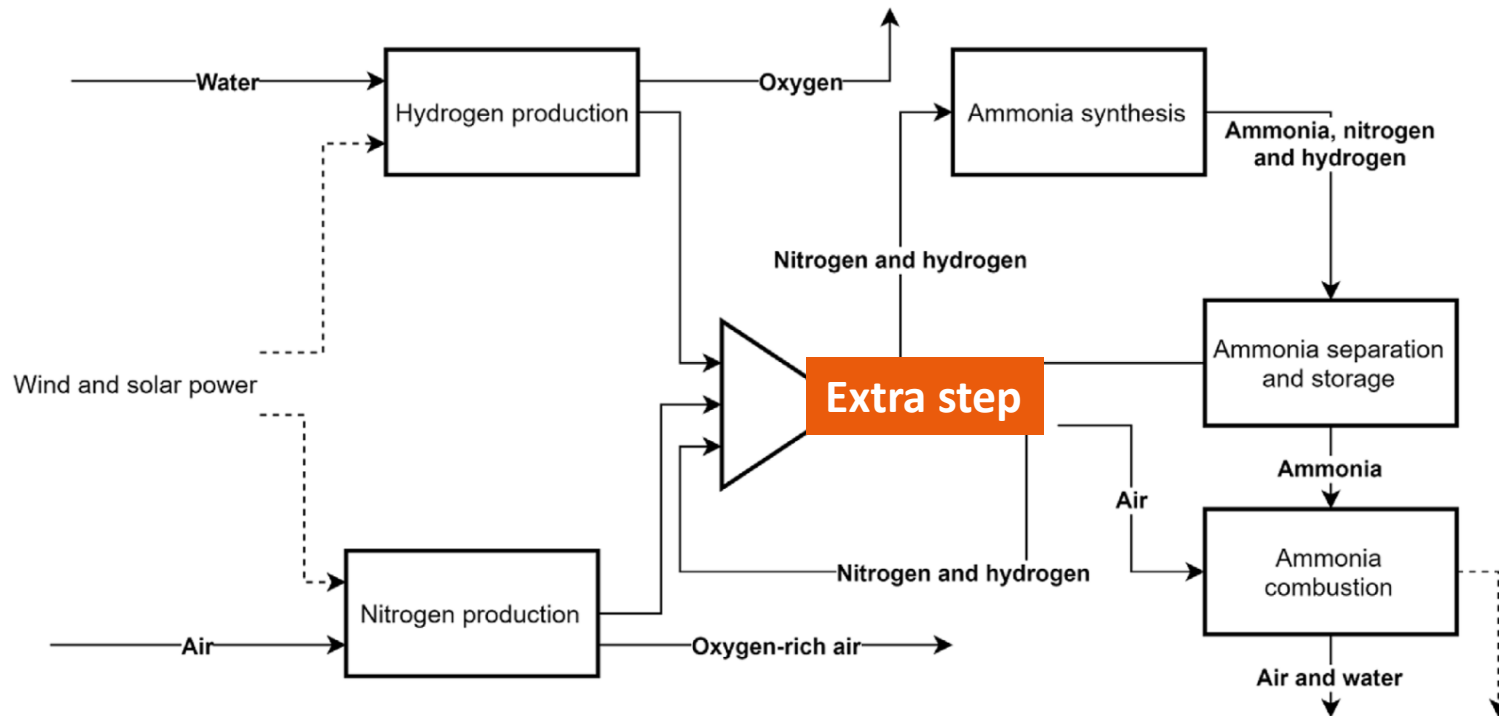 Water
Hydrogen production
Oxygen
Ammonia synthesis
Ammonia, nitrogen
and hydrogen
Nitrogen and hydrogen
Wind and solar power
Extra step
Ammonia separation
and storage
Ammonia
Air
Nitrogen and hydrogen
Ammonia
combustion
Nitrogen production
Air
Oxygen-rich air
Air and water